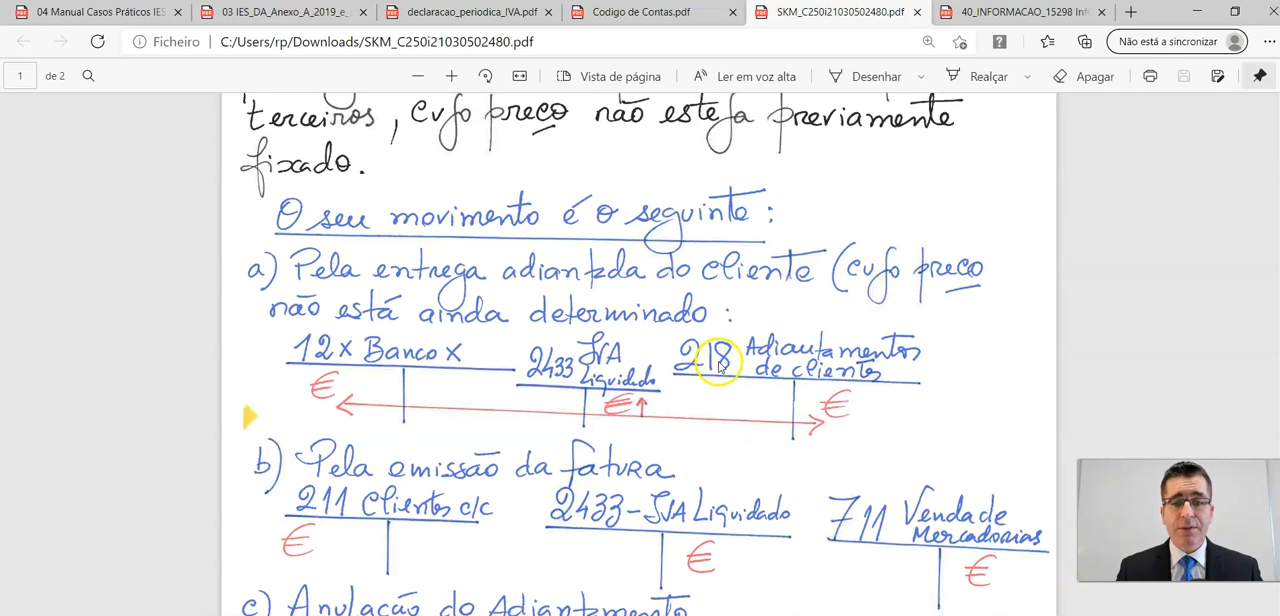 04 Manual Casos Práticos IES
03 IES_DA_Anexo_A_2019_e_
declaracao_periodica_IVA.pdf
Codigo de Contas.pdf
SKM_C250i21030502480.pdf
40_INFORMACAO_15298
Ficheiro
C:/Users/rp/Downloads/SKM_C250i21030502480.pdf
Não está a sincronizar
1 de 2
Vista de página
Ler em voz alta
Desenhar
Realçar
Apagar
terceiros, cujo preço não esteja previamente
fixado.
O seu movimento é o seguinte:
a) Pela entrega adiantada do cliente (cujo preço
não está ainda determinado:
12x Banco x
2433 IVA
Liquidado
218 Adiantamentos
de clientes
€
€
€
b) Pela emissão da fatura
211 Clientes c/c
2433 - IVA Liquidado
711 Venda de
Mercadorias
€
€
€
c) Anulação do Adiantamento